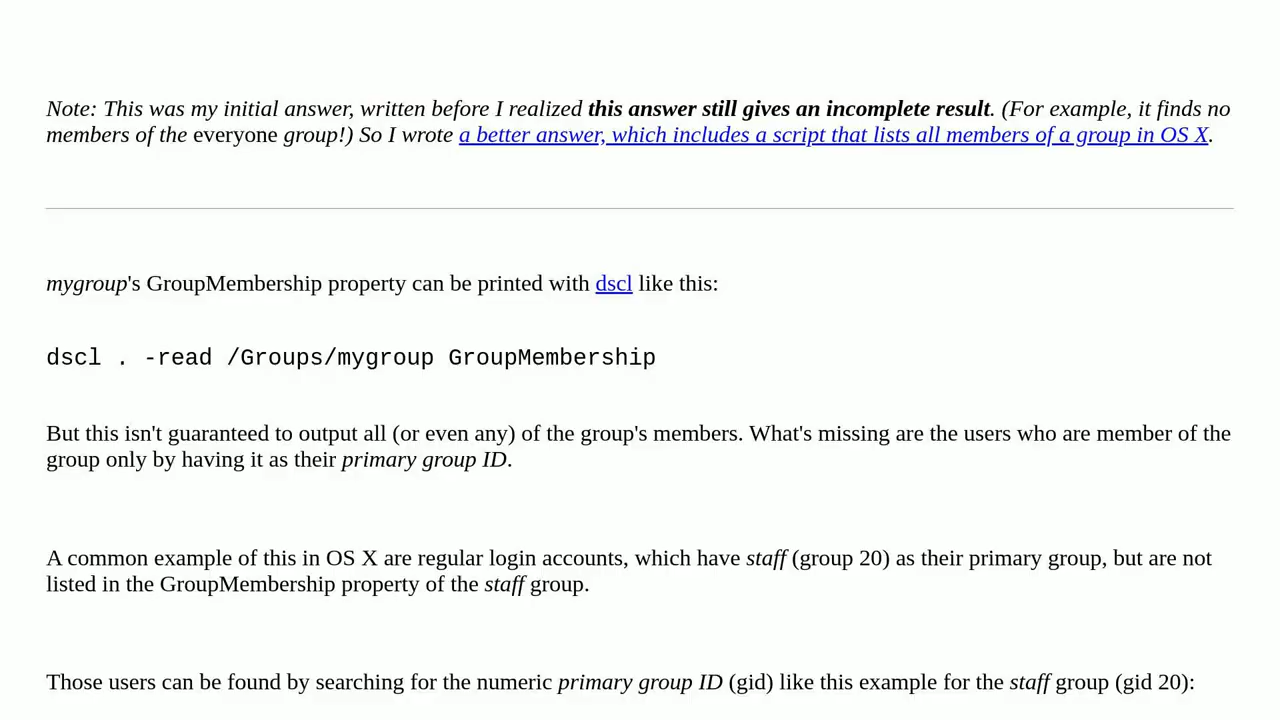 Note: This was my initial answer, written before I realized this answer still gives an incomplete result. (For example, it finds no
members of the everyone group!) So I wrote a better answer, which includes a script that lists all members of a group in OS X.
mygroup's GroupMembership property can be printed with dscl like this:
dscl . -read /Groups/mygroup GroupMembership
But this isn't guaranteed to output all (or even any) of the group's members. What's missing are the users who are member of the
group only by having it as their primary group ID.
A common example of this in OS X are regular login accounts, which have staff (group 20) as their primary group, but are not
listed in the GroupMembership property of the staff group.
Those users can be found by searching for the numeric primary group ID (gid) like this example for the staff group (gid 20):